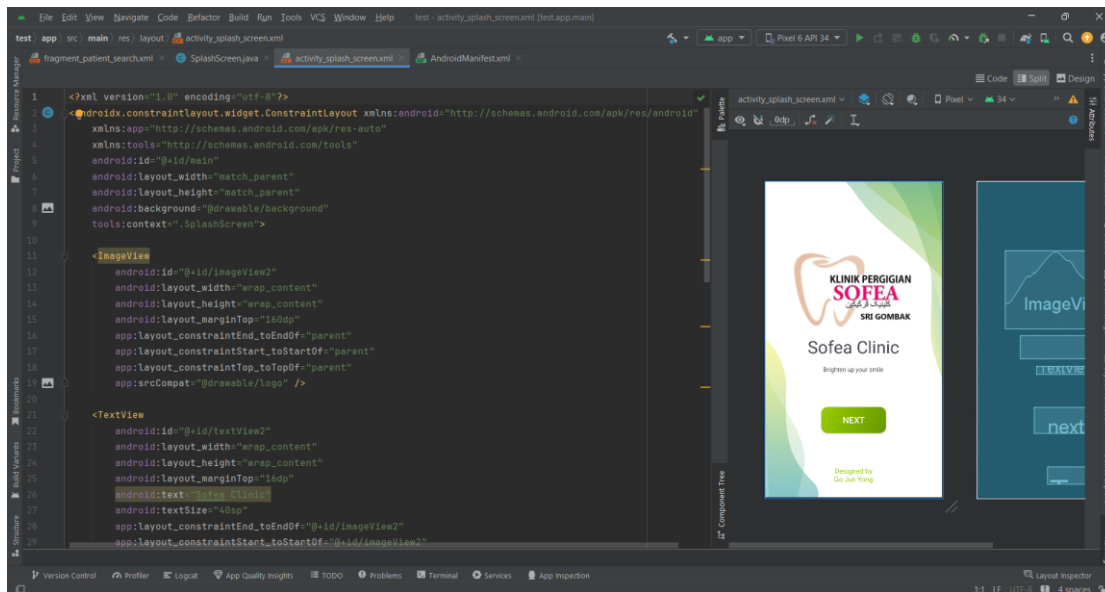 File Edit View Navigate Code Refactor Build Run Tools VCS Window Help test - activity_splash_screen.xml [test.app.main]
test app src main res layout activity_splash_screen.xml app Pixel 6 API 34
fragment_patient_search.xml SplashScreen.java activity_splash_screen.xml AndroidManifest.xml
Code Split Design
Resource Manager
Project
Bookmarks
Build Variants
Structure
1 <?xml version="1.0" encoding="utf-8"?>
2 <androidx.constraintlayout.widget.ConstraintLayout xmlns:android="http://schemas.android.com/apk/res/android"
3 xmlns:app="http://schemas.android.com/apk/res-auto"
4 xmlns:tools="http://schemas.android.com/tools"
5 android:id="@+id/main"
6 android:layout_width="match_parent"
7 android:layout_height="match_parent"
8 android:background="@drawable/background"
9 tools:context=".SplashScreen">
10
11 <ImageView
12 android:id="@+id/imageView2"
13 android:layout_width="wrap_content"
14 android:layout_height="wrap_content"
15 android:layout_marginTop="160dp"
16 app:layout_constraintEnd_toEndOf="parent"
17 app:layout_constraintStart_toStartOf="parent"
18 app:layout_constraintTop_toTopOf="parent"
19 app:srcCompat="@drawable/logo" />
20
21 <TextView
22 android:id="@+id/textView2"
23 android:layout_width="wrap_content"
24 android:layout_height="wrap_content"
25 android:layout_marginTop="16dp"
26 android:text="Sofea Clinic"
27 android:textSize="40sp"
28 app:layout_constraintEnd_toEndOf="@+id/imageView2"
29 app:layout_constraintStart_toStartOf="@+id/imageView2"
Palette
Component Tree
activity_splash_screen.xml Pixel 34
0dp
Attributes
KLINIK PERGIGIAN
SOFEA
کلينيک ڤرݢيݢين
SRI GOMBAK
Sofea Clinic
Brighten up your smile
NEXT
Designed by
Go Jun Yong
ImageVi
TextVie
next
Version Control Profiler Logcat App Quality Insights TODO Problems Terminal Services App Inspection Layout Inspector
1:1 LF UTF-8 4 spaces